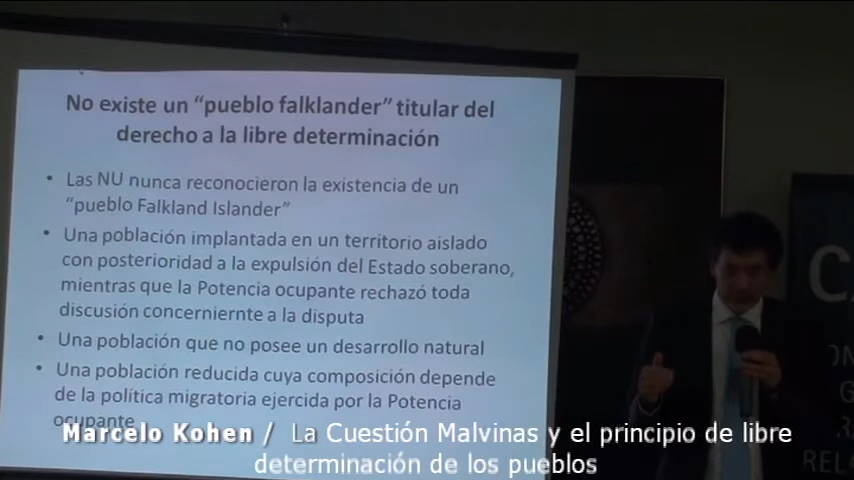 No existe un “pueblo falklander” titular del
derecho a la libre determinación
• Las NU nunca reconocieron la existencia de un
“pueblo Falkland Islander”
• Una población implantada en un territorio aislado
con posterioridad a la expulsión del Estado soberano,
mientras que la Potencia ocupante rechazó toda
discusión concerniernte a la disputa
• Una población que no posee un desarrollo natural
• Una población reducida cuya composición depende
de la política migratoria ejercida por la Potencia
ocupante
Marcelo Kohen / La Cuestión Malvinas y el principio de libre
determinación de los pueblos